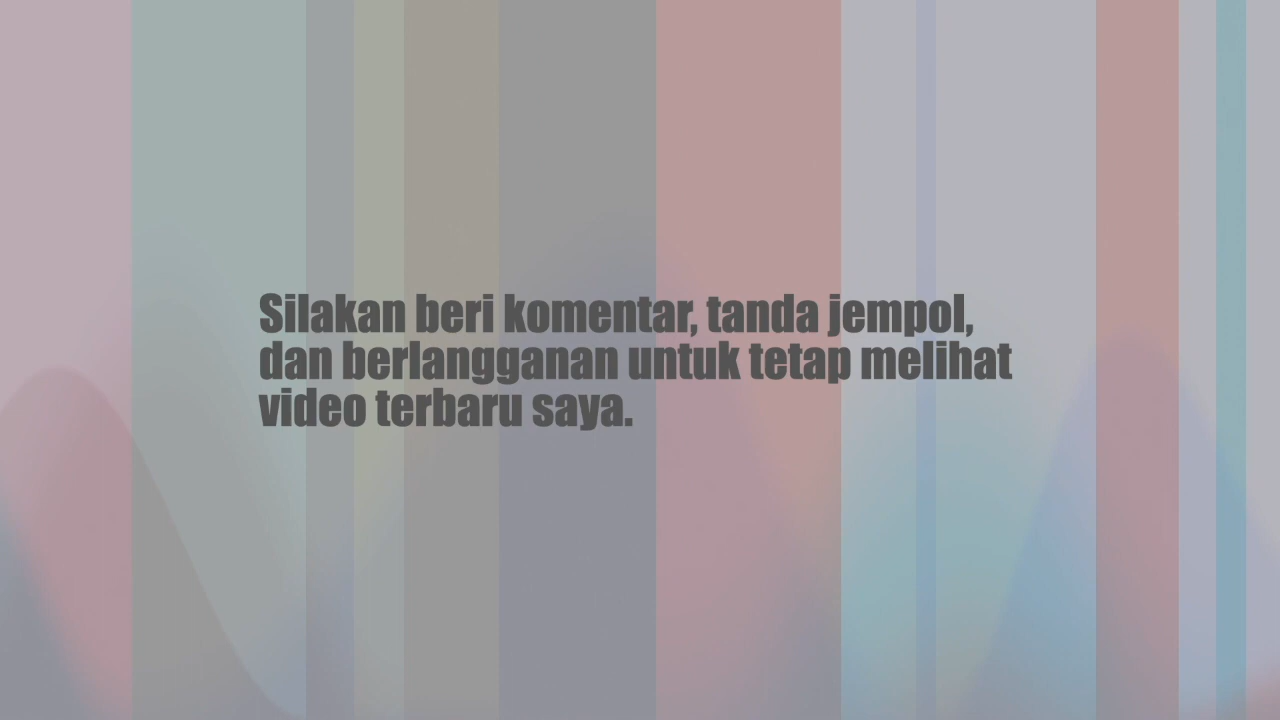 Silakan beri komentar, tanda jempol,
dan berlangganan untuk tetap melihat
video terbaru saya.